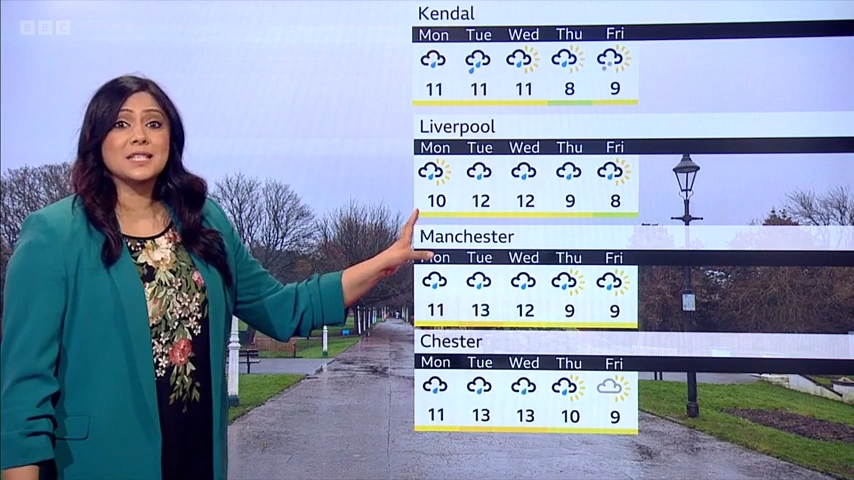 BBC
Kendal
Mon Tue Wed Thu Fri
11 11 11 8 9
Liverpool
Mon Tue Wed Thu Fri
10 12 12 9 8
Manchester
Mon Tue Wed Thu Fri
11 13 12 9 9
Chester
Mon Tue Wed Thu Fri
11 13 13 10 9